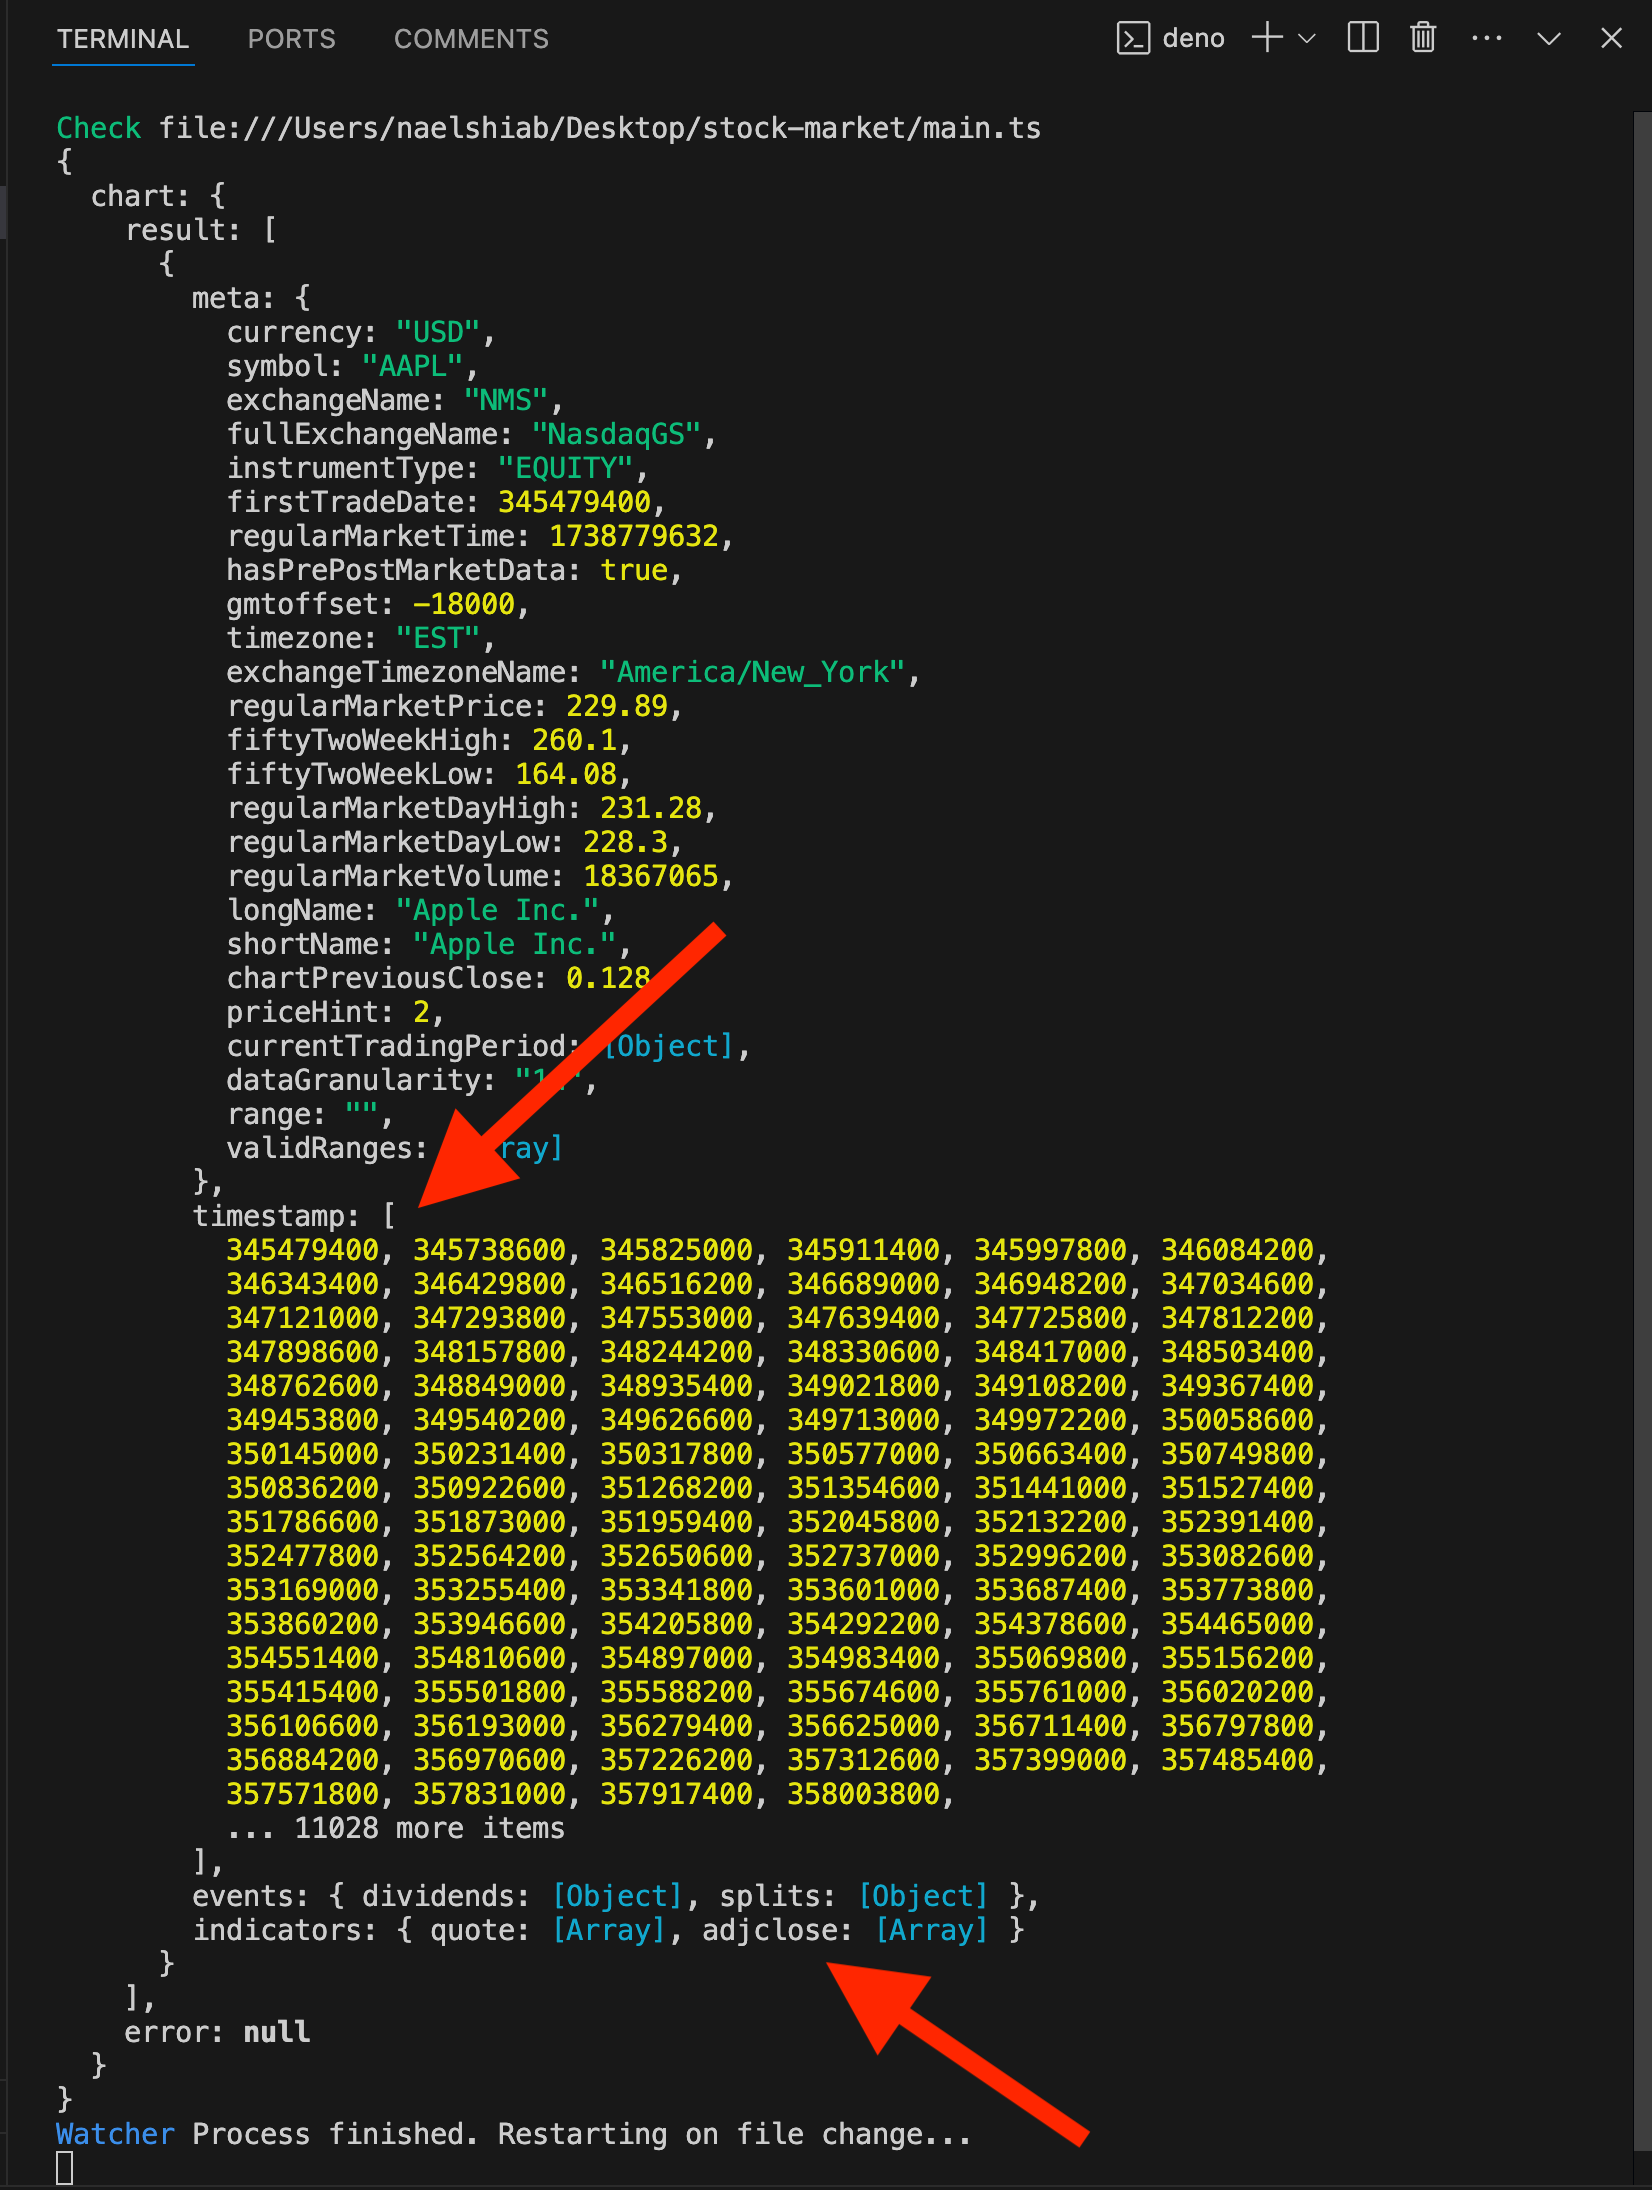 TERMINAL PORTS COMMENTS deno
Check file:///Users/naelshiab/Desktop/stock-market/main.ts
{
  chart: {
    result: [
      {
        meta: {
          currency: "USD",
          symbol: "AAPL",
          exchangeName: "NMS",
          fullExchangeName: "NasdaqGS",
          instrumentType: "EQUITY",
          firstTradeDate: 345479400,
          regularMarketTime: 1738779632,
          hasPrePostMarketData: true,
          gmtoffset: -18000,
          timezone: "EST",
          exchangeTimezoneName: "America/New_York",
          regularMarketPrice: 229.89,
          fiftyTwoWeekHigh: 260.1,
          fiftyTwoWeekLow: 164.08,
          regularMarketDayHigh: 231.28,
          regularMarketDayLow: 228.3,
          regularMarketVolume: 18367065,
          longName: "Apple Inc.",
          shortName: "Apple Inc.",
          chartPreviousClose: 0.128
          priceHint: 2,
          currentTradingPeriod: [Object],
          dataGranularity:
          range: "",
          validRanges:
        },
        timestamp: [
          345479400, 345738600, 345825000, 345911400, 345997800, 346084200,
          346343400, 346429800, 346516200, 346689000, 346948200, 347034600,
          347121000, 347293800, 347553000, 347639400, 347725800, 347812200,
          347898600, 348157800, 348244200, 348330600, 348417000, 348503400,
          348762600, 348849000, 348935400, 349021800, 349108200, 349367400,
          349453800, 349540200, 349626600, 349713000, 349972200, 350058600,
          350145000, 350231400, 350317800, 350577000, 350663400, 350749800,
          350836200, 350922600, 351268200, 351354600, 351441000, 351527400,
          351786600, 351873000, 351959400, 352045800, 352132200, 352391400,
          352477800, 352564200, 352650600, 352737000, 352996200, 353082600,
          353169000, 353255400, 353341800, 353601000, 353687400, 353773800,
          353860200, 353946600, 354205800, 354292200, 354378600, 354465000,
          354551400, 354810600, 354897000, 354983400, 355069800, 355156200,
          355415400, 355501800, 355588200, 355674600, 355761000, 356020200,
          356106600, 356193000, 356279400, 356625000, 356711400, 356797800,
          356884200, 356970600, 357226200, 357312600, 357399000, 357485400,
          357571800, 357831000, 357917400, 358003800,
          ... 11028 more items
        ],
        events: { dividends: [Object], splits: [Object] },
        indicators: { quote: [Array], adjclose: [Array] }
      }
    ],
    error: null
  }
}
Watcher Process finished. Restarting on file change...